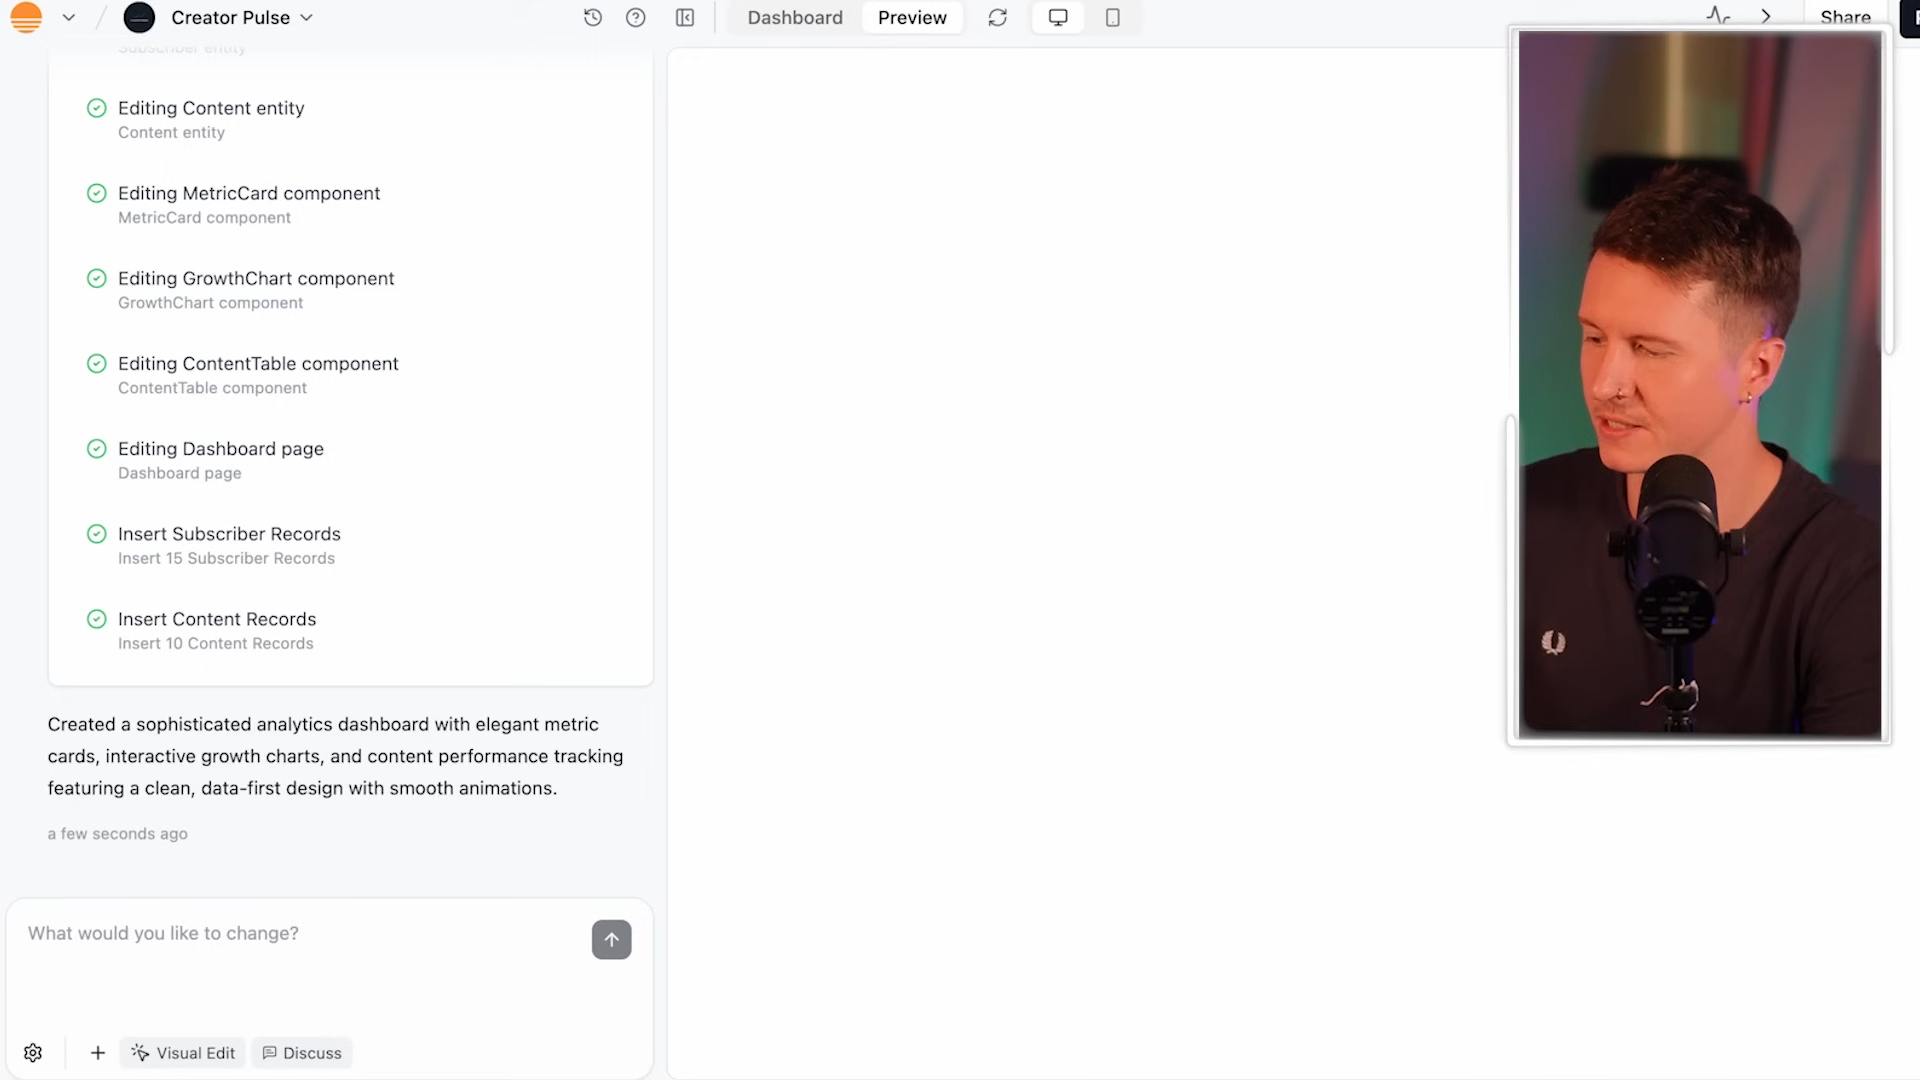 Creator Pulse
Dashboard
Preview
Share
Subscriber entity
Editing Content entity
Content entity
Editing MetricCard component
MetricCard component
Editing GrowthChart component
GrowthChart component
Editing ContentTable component
ContentTable component
Editing Dashboard page
Dashboard page
Insert Subscriber Records
Insert 15 Subscriber Records
Insert Content Records
Insert 10 Content Records
Created a sophisticated analytics dashboard with elegant metric
cards, interactive growth charts, and content performance tracking
featuring a clean, data-first design with smooth animations.
a few seconds ago
What would you like to change?
Visual Edit
Discuss